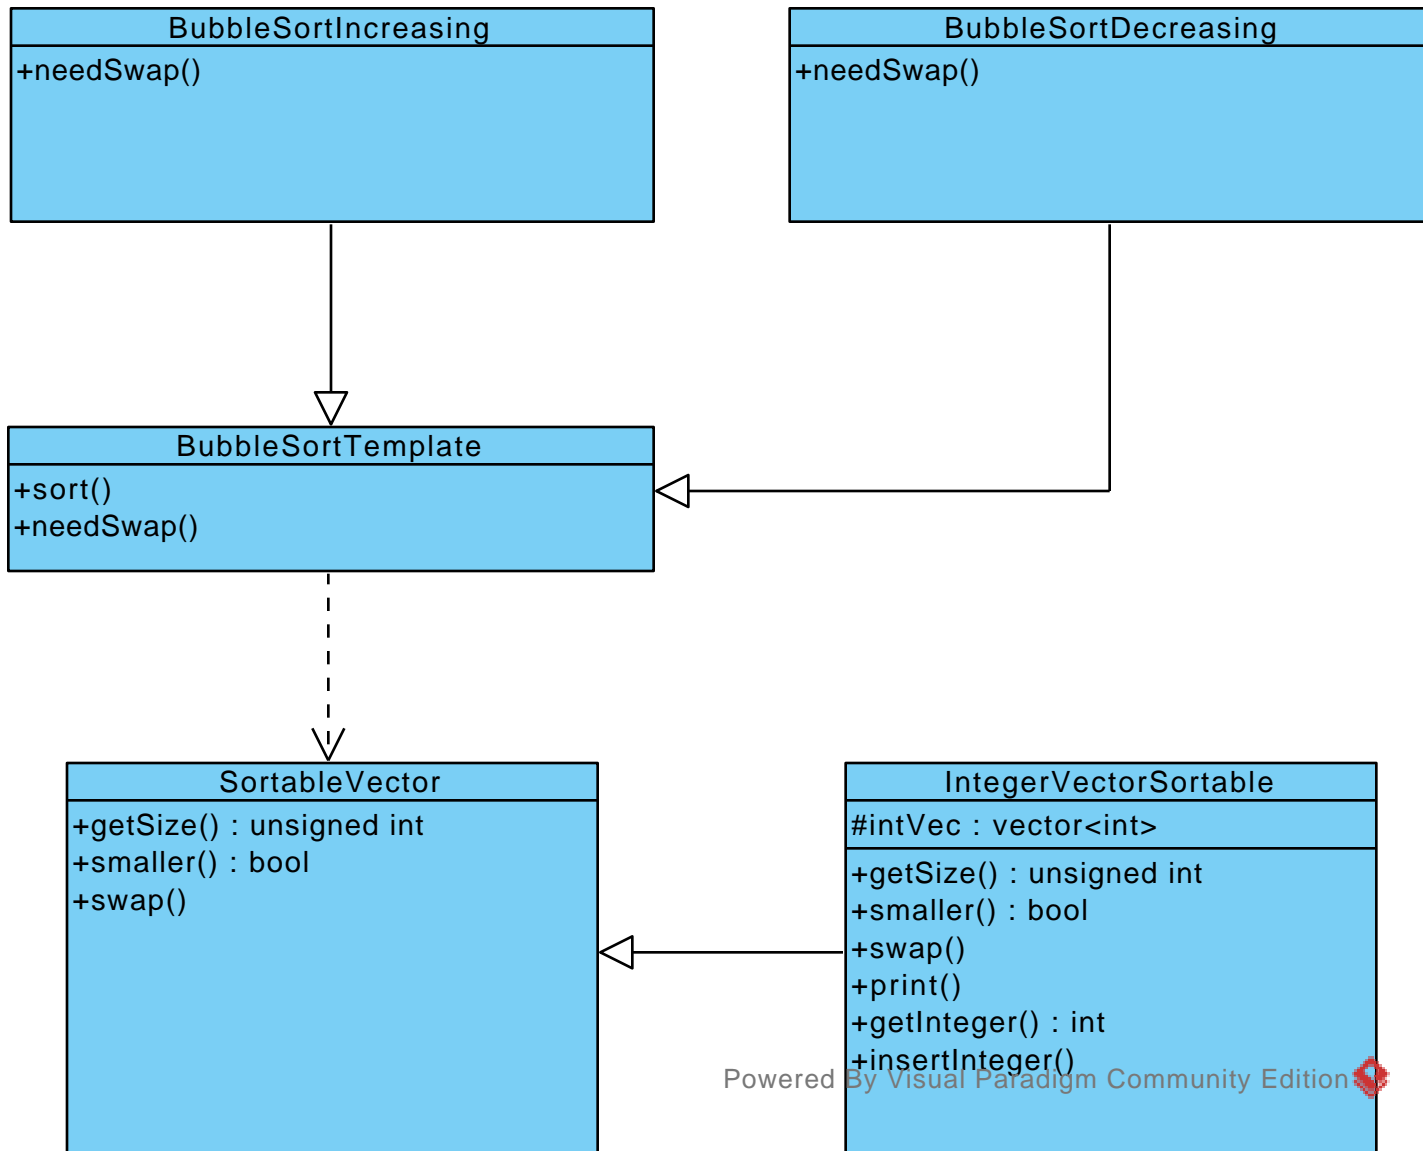 BubbleSortIncreasing
+needSwap()
BubbleSortDecreasing
+needSwap()
BubbleSortTemplate
+sort()
+needSwap()
SortableVector
+getSize() : unsigned int
+smaller() : bool
+swap()
IntegerVectorSortable
#intVec : vector<int>
+getSize() : unsigned int
+smaller() : bool
+swap()
+print()
+getInteger() : int
+insertInteger()
Powered By Visual Paradigm Community Edition